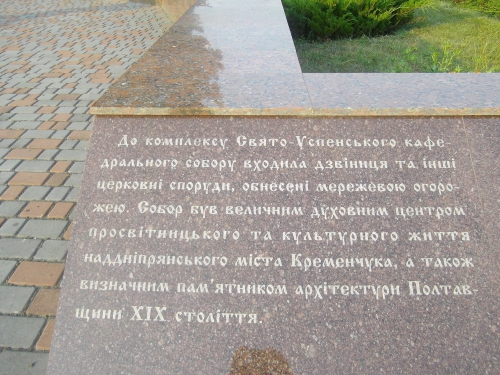 До комплексу Свято-Успенського кафе-
дрального собору входила дзвіниця та інші
церковні споруди, обнесені мережевою огоро-
жею. Собор був величним духовним центром
просвітницького та культурного життя
наддніпрянського міста Кременчука, а також
визначним пам'ятником архітектури Полтав-
щини XIX століття.